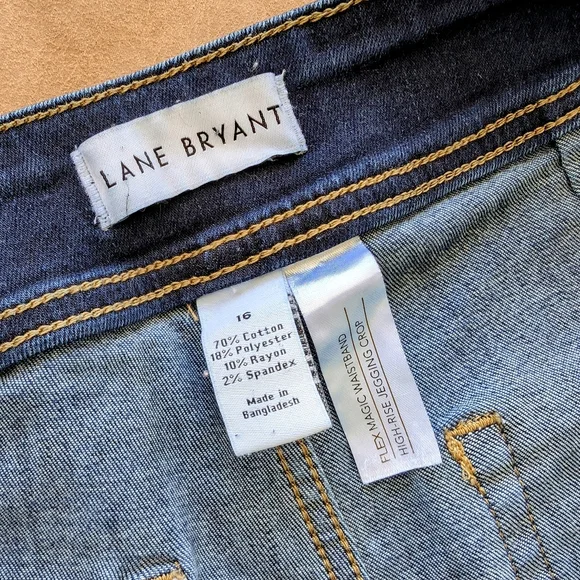 LANE BRYANT
16
70% Cotton
18% Polyester
10% Rayon
2% Spandex
Made in
Bangladesh
FLEX MAGIC WAISTBAND
HIGH-RISE JEGGING CROP